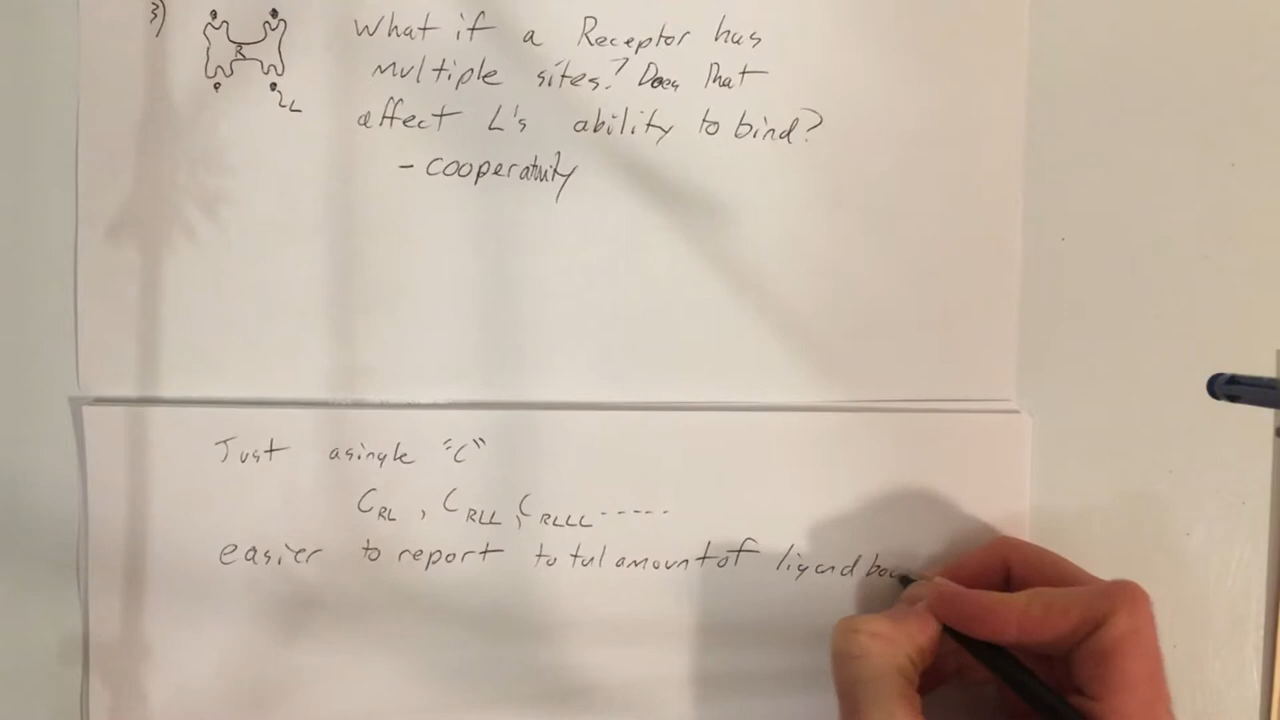 3)
R
L
What if a Receptor has
multiple sites? Does that
affect L's ability to bind?
- cooperativity
Just a single "C"
C_RL, C_RLL, C_RLLL -----
easier to report total amount of ligand bou